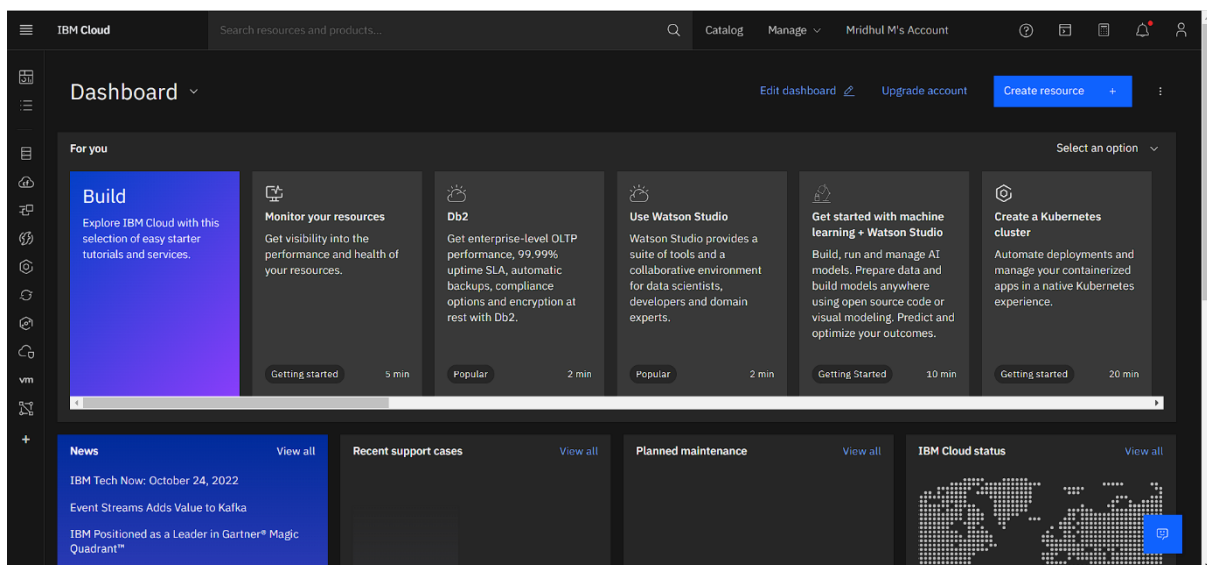 IBM Cloud
Search resources and products...
Catalog
Manage
Mridhul M's Account
Dashboard
Edit dashboard
Upgrade account
Create resource +
For you
Select an option
Build
Explore IBM Cloud with this
selection of easy starter
tutorials and services.
Monitor your resources
Get visibility into the
performance and health of
your resources.
Getting started
5 min
Db2
Get enterprise-level OLTP
performance, 99.99%
uptime SLA, automatic
backups, compliance
options and encryption at
rest with Db2.
Popular
2 min
Use Watson Studio
Watson Studio provides a
suite of tools and a
collaborative environment
for data scientists,
developers and domain
experts.
Popular
2 min
Get started with machine
learning + Watson Studio
Build, run and manage AI
models. Prepare data and
build models anywhere
using open source code or
visual modeling. Predict and
optimize your outcomes.
Getting Started
10 min
Create a Kubernetes
cluster
Automate deployments and
manage your containerized
apps in a native Kubernetes
experience.
Getting started
20 min
vm
+
News
View all
IBM Tech Now: October 24, 2022
Event Streams Adds Value to Kafka
IBM Positioned as a Leader in Gartner® Magic
Quadrant™
Recent support cases
View all
Planned maintenance
View all
IBM Cloud status
View all